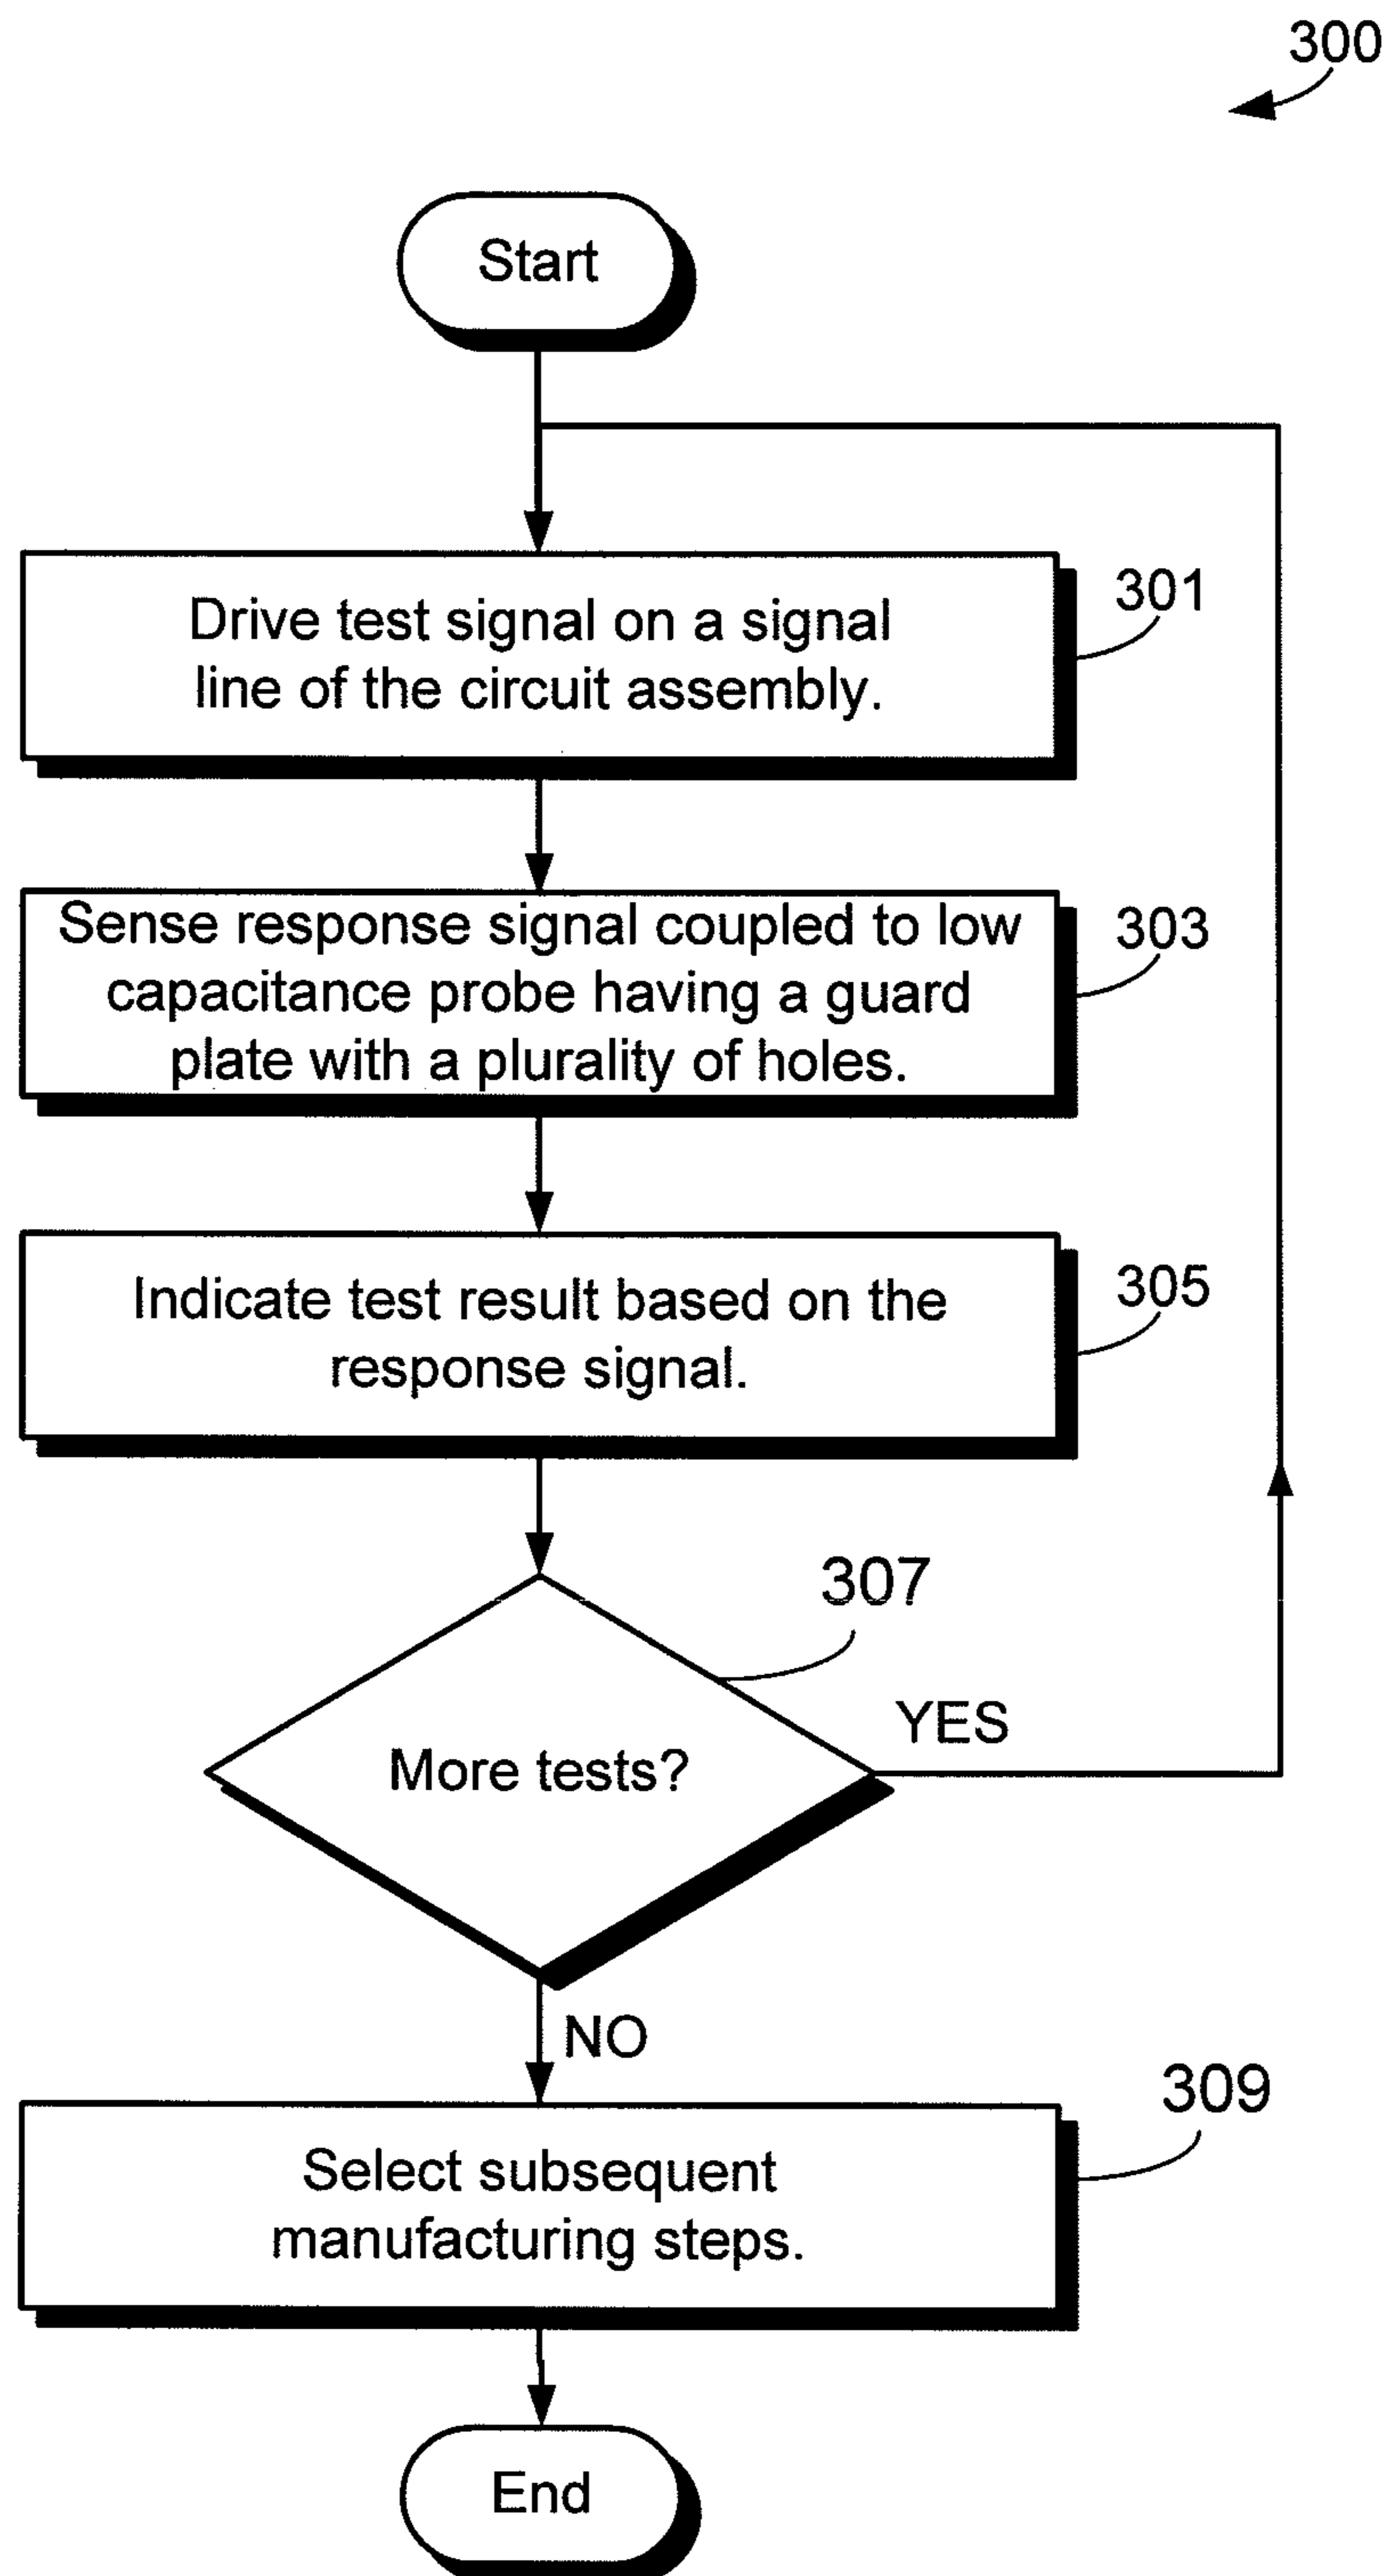 300
Start
Drive test signal on a signal
line of the circuit assembly.
301
Sense response signal coupled to low
capacitance probe having a guard
plate with a plurality of holes.
303
Indicate test result based on the
response signal.
305
307
More tests?
YES
NO
309
Select subsequent
manufacturing steps.
End